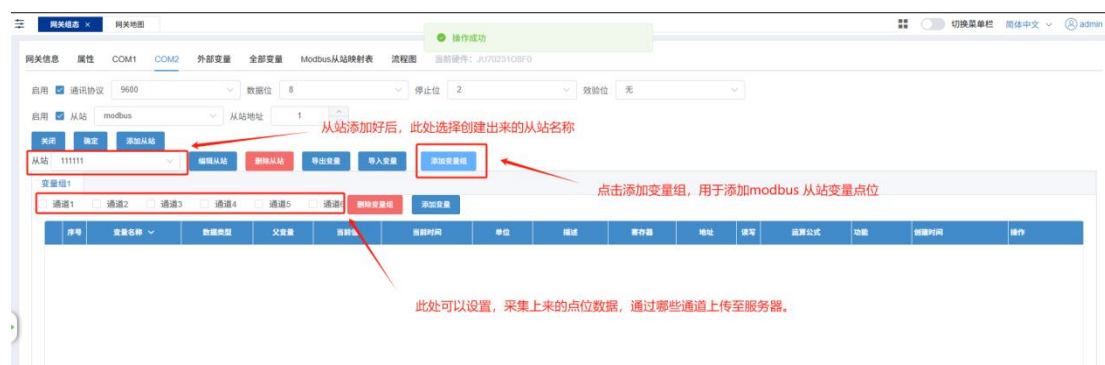 网关组态 × 网关地图 切换菜单栏 简体中文 admin
操作成功
网关信息 属性 COM1 COM2 外部变量 全部变量 Modbus从站映射表 流程图 当前硬件：JU70231O8F0
启用 通讯协议 9600 数据位 8 停止位 2 效验位 无
启用 从站 modbus 从站地址 1
从站添加好后，此处选择创建出来的从站名称
关闭 确定 添加从站
从站 111111 编辑从站 删除从站 导出变量 导入变量 添加变量组
点击添加变量组，用于添加modbus 从站变量点位
变量组1
通道1 通道2 通道3 通道4 通道5 通道6 删除变量组 添加变量
序号 变量名称 数据类型 父变量 当前值 当前时间 单位 描述 寄存器 地址 读写 运算公式 功能 创建时间 操作
此处可以设置，采集上来的点位数据，通过哪些通道上传至服务器。